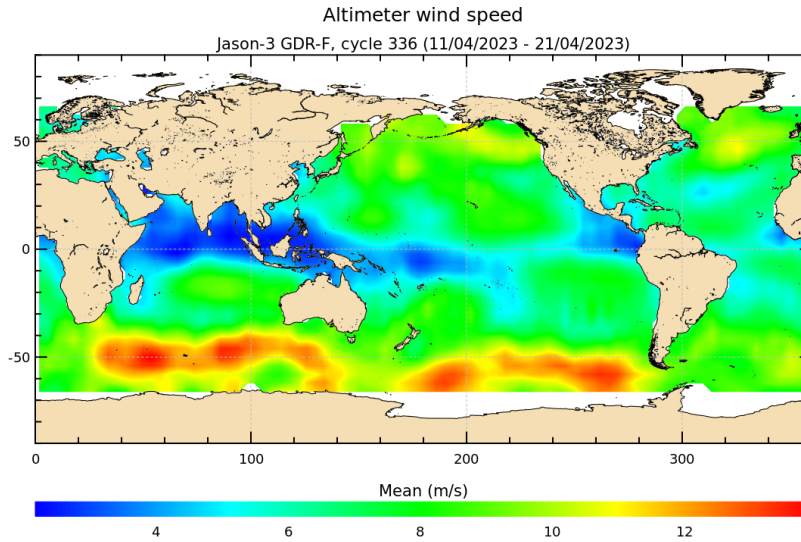 Altimeter wind speed
Jason-3 GDR-F, cycle 336 (11/04/2023 - 21/04/2023)
50
0
-50
0 100 200 300
Mean (m/s)
4 6 8 10 12